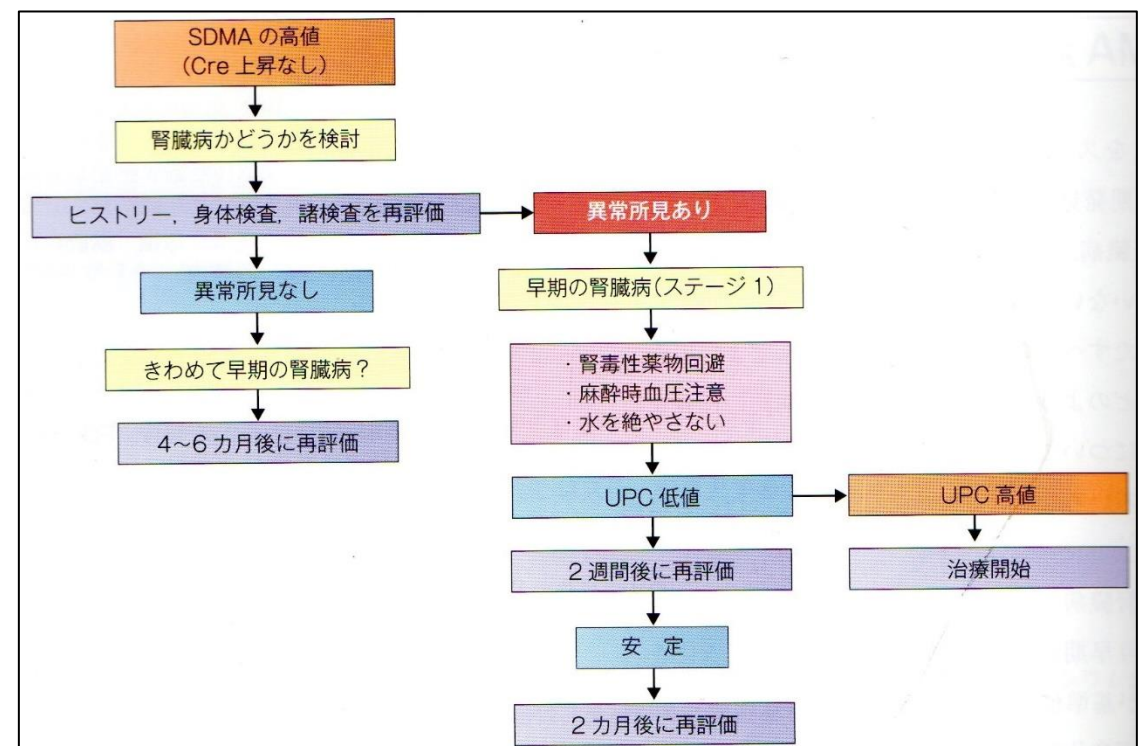 SDMA の高値
(Cre 上昇なし)
腎臓病かどうかを検討
ヒストリー，身体検査，諸検査を再評価
異常所見なし
きわめて早期の腎臓病？
4〜6 カ月後に再評価
異常所見あり
早期の腎臓病(ステージ 1)
・腎毒性薬物回避
・麻酔時血圧注意
・水を絶やさない
UPC 低値
2 週間後に再評価
安　定
2 カ月後に再評価
UPC 高値
治療開始